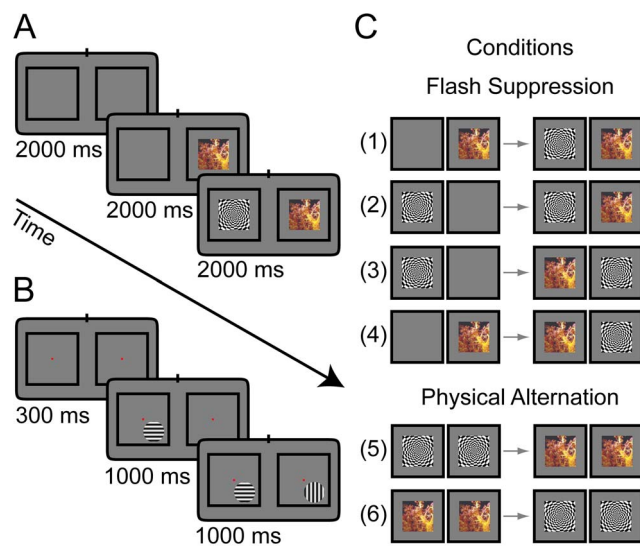 A
2000 ms
2000 ms
2000 ms
Time
B
300 ms
1000 ms
1000 ms
C
Conditions
Flash Suppression
(1)
(2)
(3)
(4)
Physical Alternation
(5)
(6)